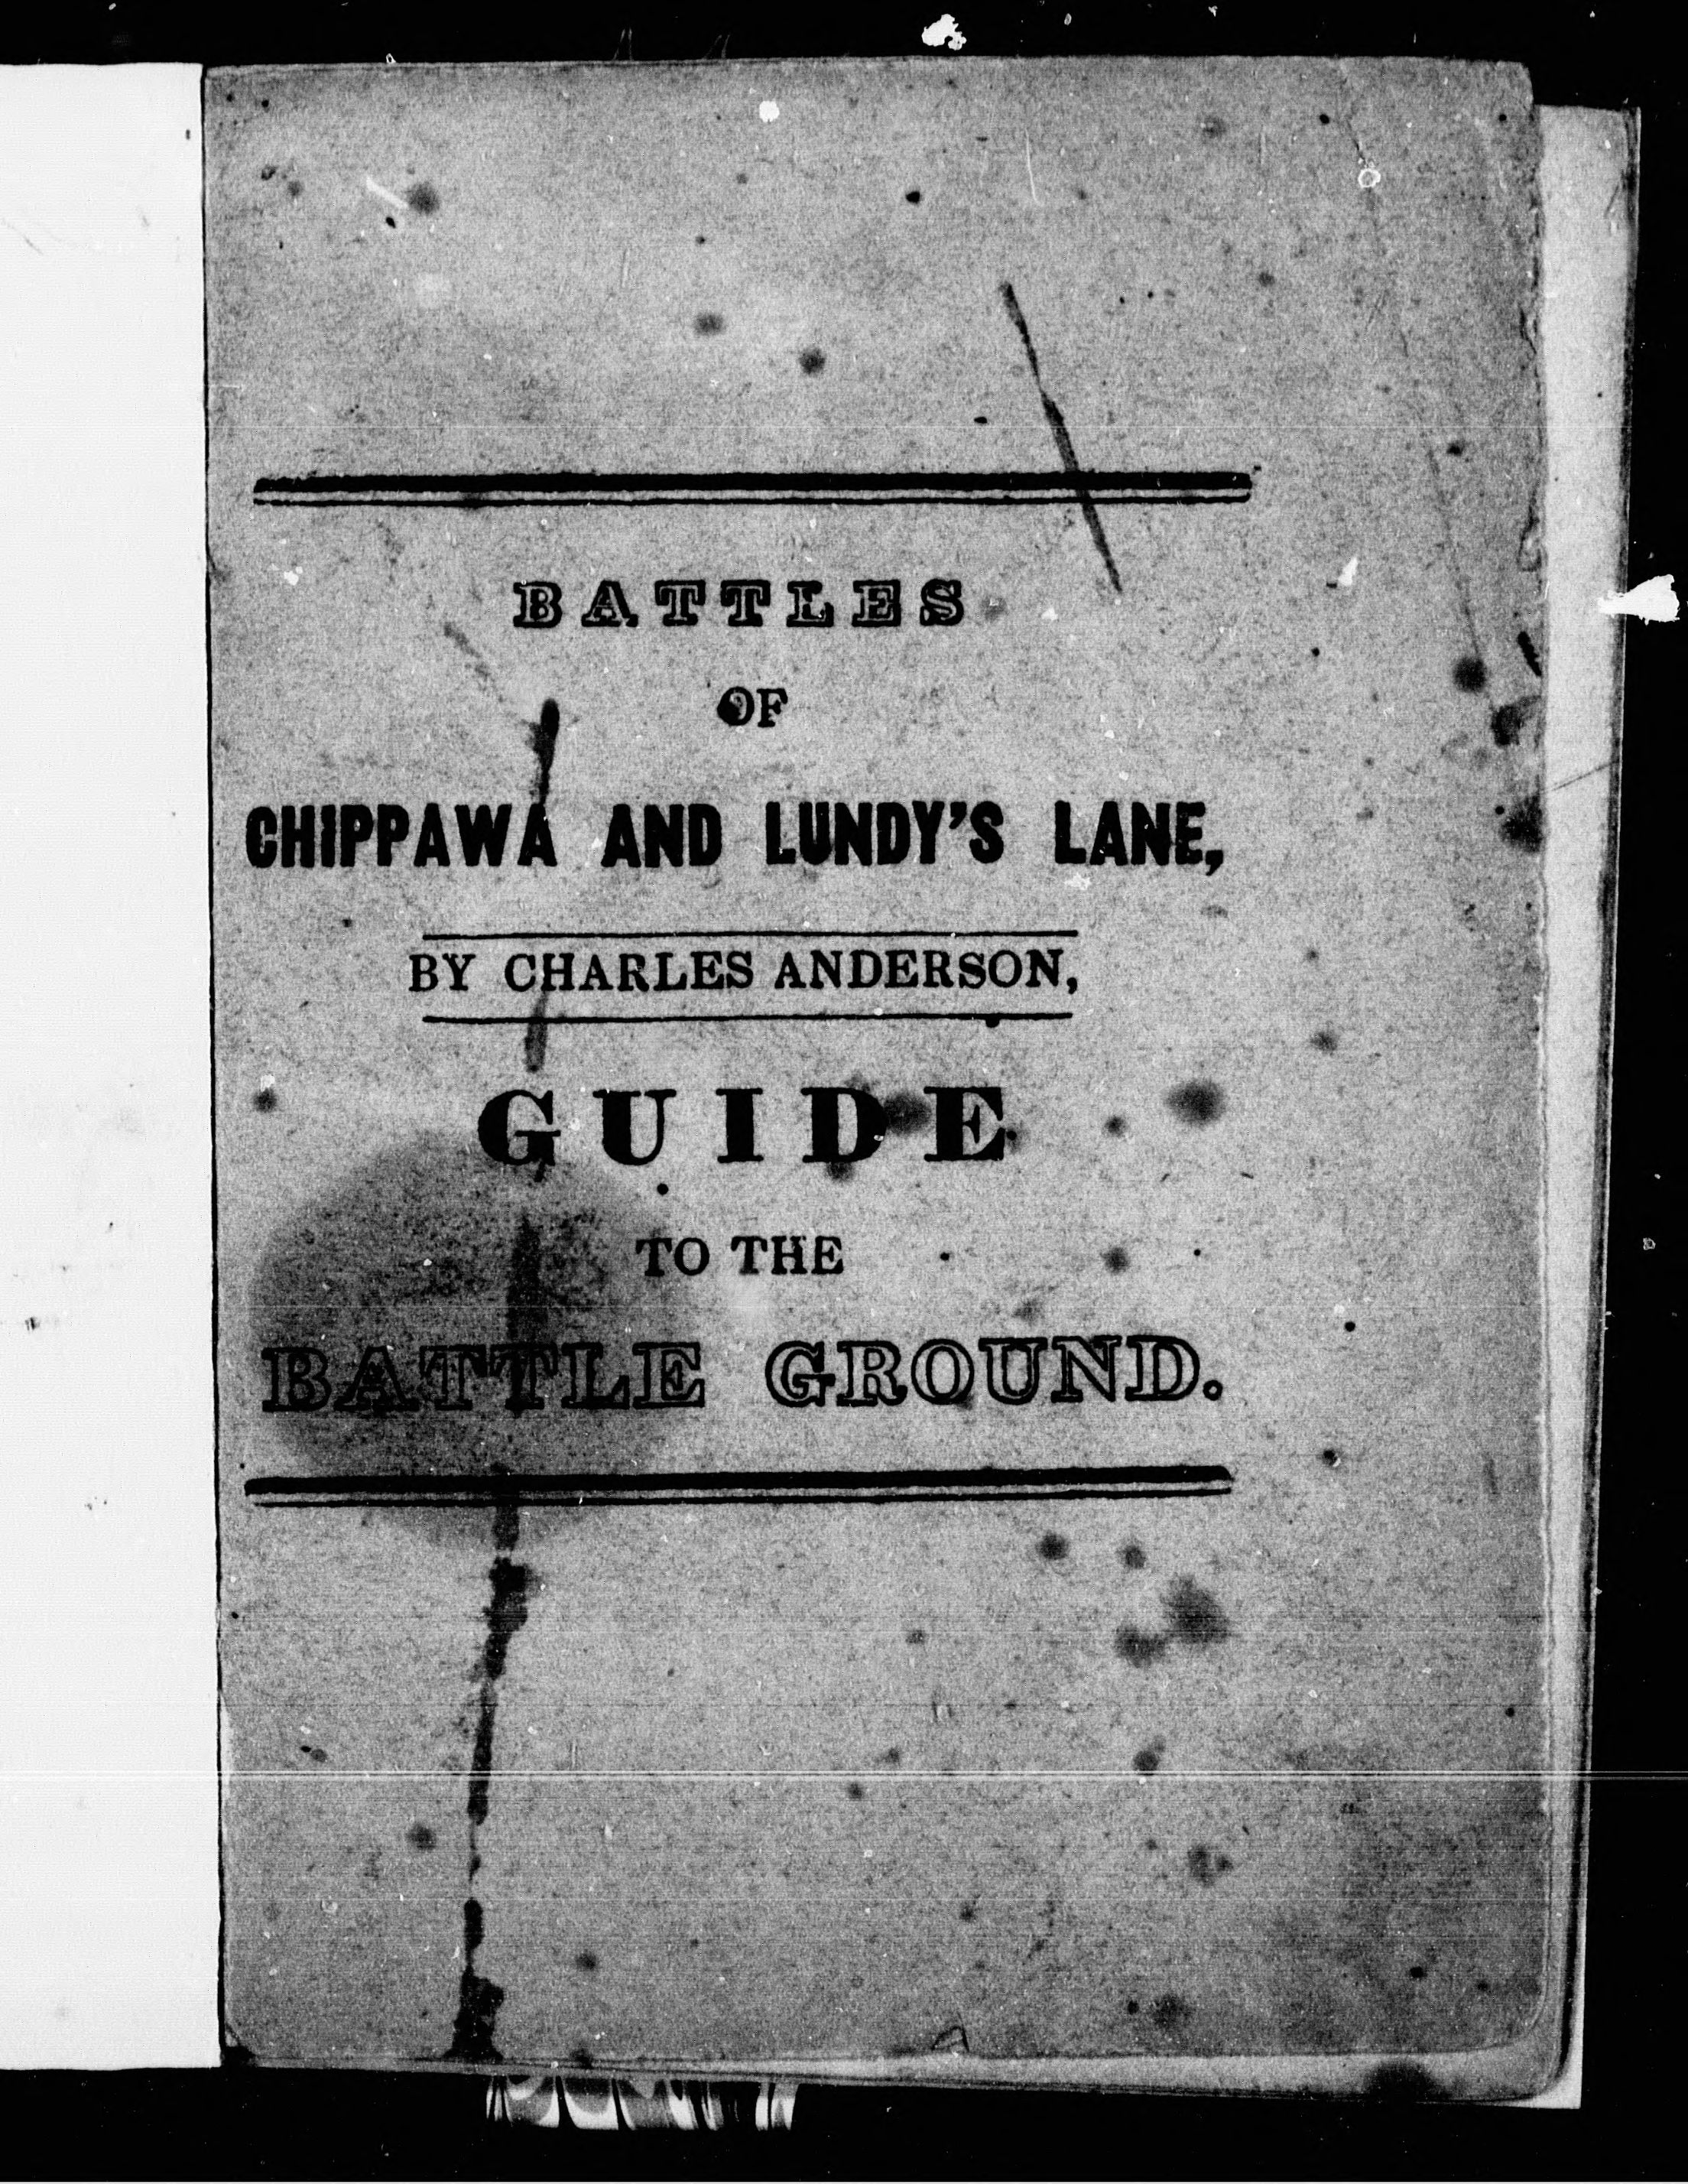 BATTLES
OF
CHIPPAWA AND LUNDY'S LANE,
BY CHARLES ANDERSON,
GUIDE
TO THE
BATTLE GROUND.